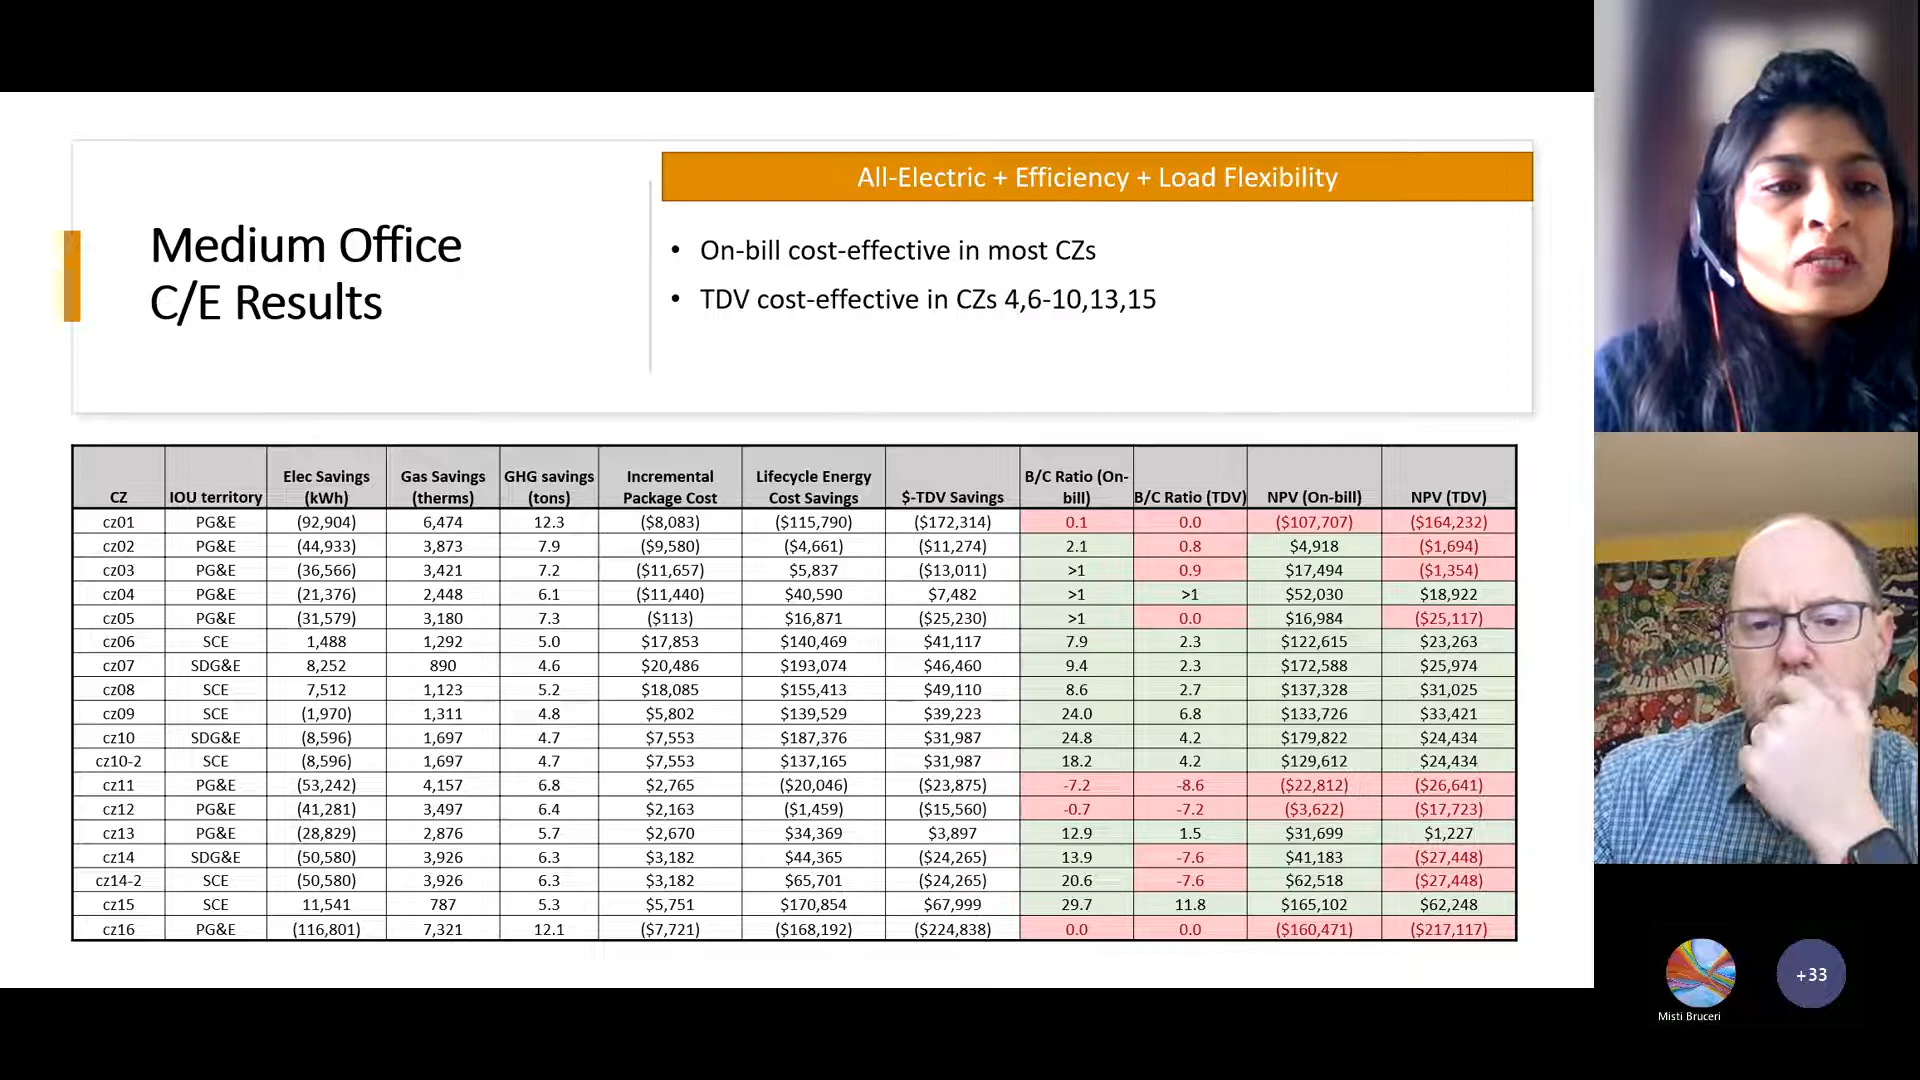 All-Electric + Efficiency + Load Flexibility
Medium Office
C/E Results
• On-bill cost-effective in most CZs
• TDV cost-effective in CZs 4,6-10,13,15
CZ IOU territory Elec Savings (kWh) Gas Savings (therms) GHG savings (tons) Incremental Package Cost Lifecycle Energy Cost Savings $-TDV Savings B/C Ratio (On-bill) B/C Ratio (TDV) NPV (On-bill) NPV (TDV)
cz01 PG&E (92,904) 6,474 12.3 ($8,083) ($115,790) ($172,314) 0.1 0.0 ($107,707) ($164,232)
cz02 PG&E (44,933) 3,873 7.9 ($9,580) ($4,661) ($11,274) 2.1 0.8 $4,918 ($1,694)
cz03 PG&E (36,566) 3,421 7.2 ($11,657) $5,837 ($13,011) >1 0.9 $17,494 ($1,354)
cz04 PG&E (21,376) 2,448 6.1 ($11,440) $40,590 $7,482 >1 >1 $52,030 $18,922
cz05 PG&E (31,579) 3,180 7.3 ($113) $16,871 ($25,230) >1 0.0 $16,984 ($25,117)
cz06 SCE 1,488 1,292 5.0 $17,853 $140,469 $41,117 7.9 2.3 $122,615 $23,263
cz07 SDG&E 8,252 890 4.6 $20,486 $193,074 $46,460 9.4 2.3 $172,588 $25,974
cz08 SCE 7,512 1,123 5.2 $18,085 $155,413 $49,110 8.6 2.7 $137,328 $31,025
cz09 SCE (1,970) 1,311 4.8 $5,802 $139,529 $39,223 24.0 6.8 $133,726 $33,421
cz10 SDG&E (8,596) 1,697 4.7 $7,553 $187,376 $31,987 24.8 4.2 $179,822 $24,434
cz10-2 SCE (8,596) 1,697 4.7 $7,553 $137,165 $31,987 18.2 4.2 $129,612 $24,434
cz11 PG&E (53,242) 4,157 6.8 $2,765 ($20,046) ($23,875) -7.2 -8.6 ($22,812) ($26,641)
cz12 PG&E (41,281) 3,497 6.4 $2,163 ($1,459) ($15,560) -0.7 -7.2 ($3,622) ($17,723)
cz13 PG&E (28,829) 2,876 5.7 $2,670 $34,369 $3,897 12.9 1.5 $31,699 $1,227
cz14 SDG&E (50,580) 3,926 6.3 $3,182 $44,365 ($24,265) 13.9 -7.6 $41,183 ($27,448)
cz14-2 SCE (50,580) 3,926 6.3 $3,182 $65,701 ($24,265) 20.6 -7.6 $62,518 ($27,448)
cz15 SCE 11,541 787 5.3 $5,751 $170,854 $67,999 29.7 11.8 $165,102 $62,248
cz16 PG&E (116,801) 7,321 12.1 ($7,721) ($168,192) ($224,838) 0.0 0.0 ($160,471) ($217,117)
+33
Misti Bruceri